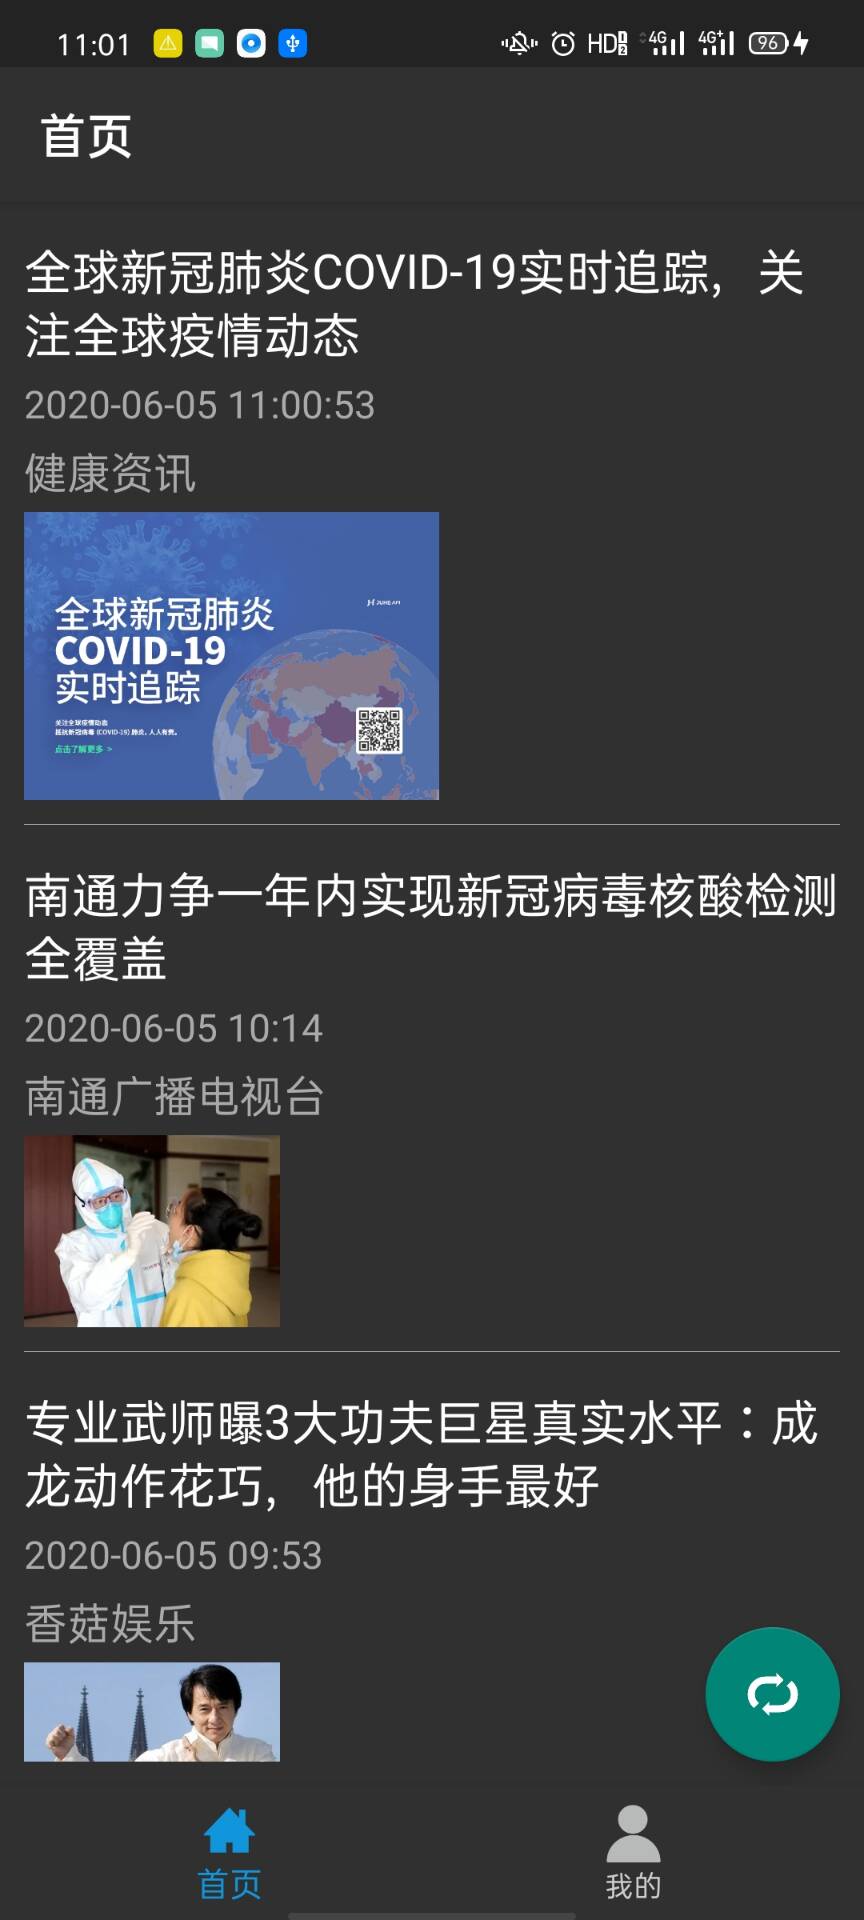 11:01
HD 4G 4G+ 96
首页
全球新冠肺炎COVID-19实时追踪，关
注全球疫情动态
2020-06-05 11:00:53
健康资讯
JUHE API
全球新冠肺炎
COVID-19
实时追踪
关注全球疫情动态
抵抗新冠病毒 (COVID-19) 肺炎，人人有责。
点击了解更多 >
南通力争一年内实现新冠病毒核酸检测
全覆盖
2020-06-05 10:14
南通广播电视台
专业武师曝3大功夫巨星真实水平：成
龙动作花巧，他的身手最好
2020-06-05 09:53
香菇娱乐
首页
我的